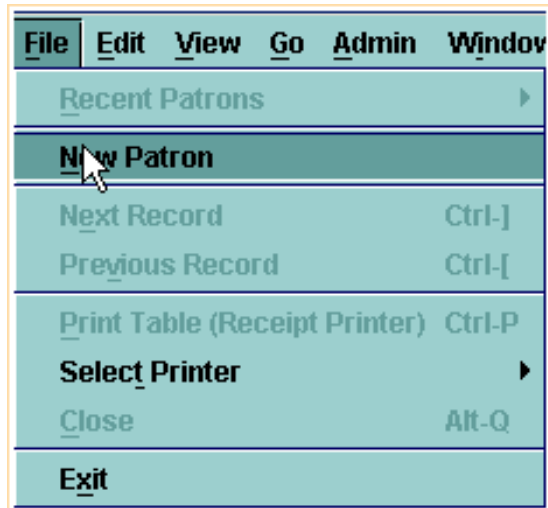 File Edit View Go Admin Window
Recent Patrons
New Patron
Next Record Ctrl-]
Previous Record Ctrl-[
Print Table (Receipt Printer) Ctrl-P
Select Printer
Close Alt-Q
Exit